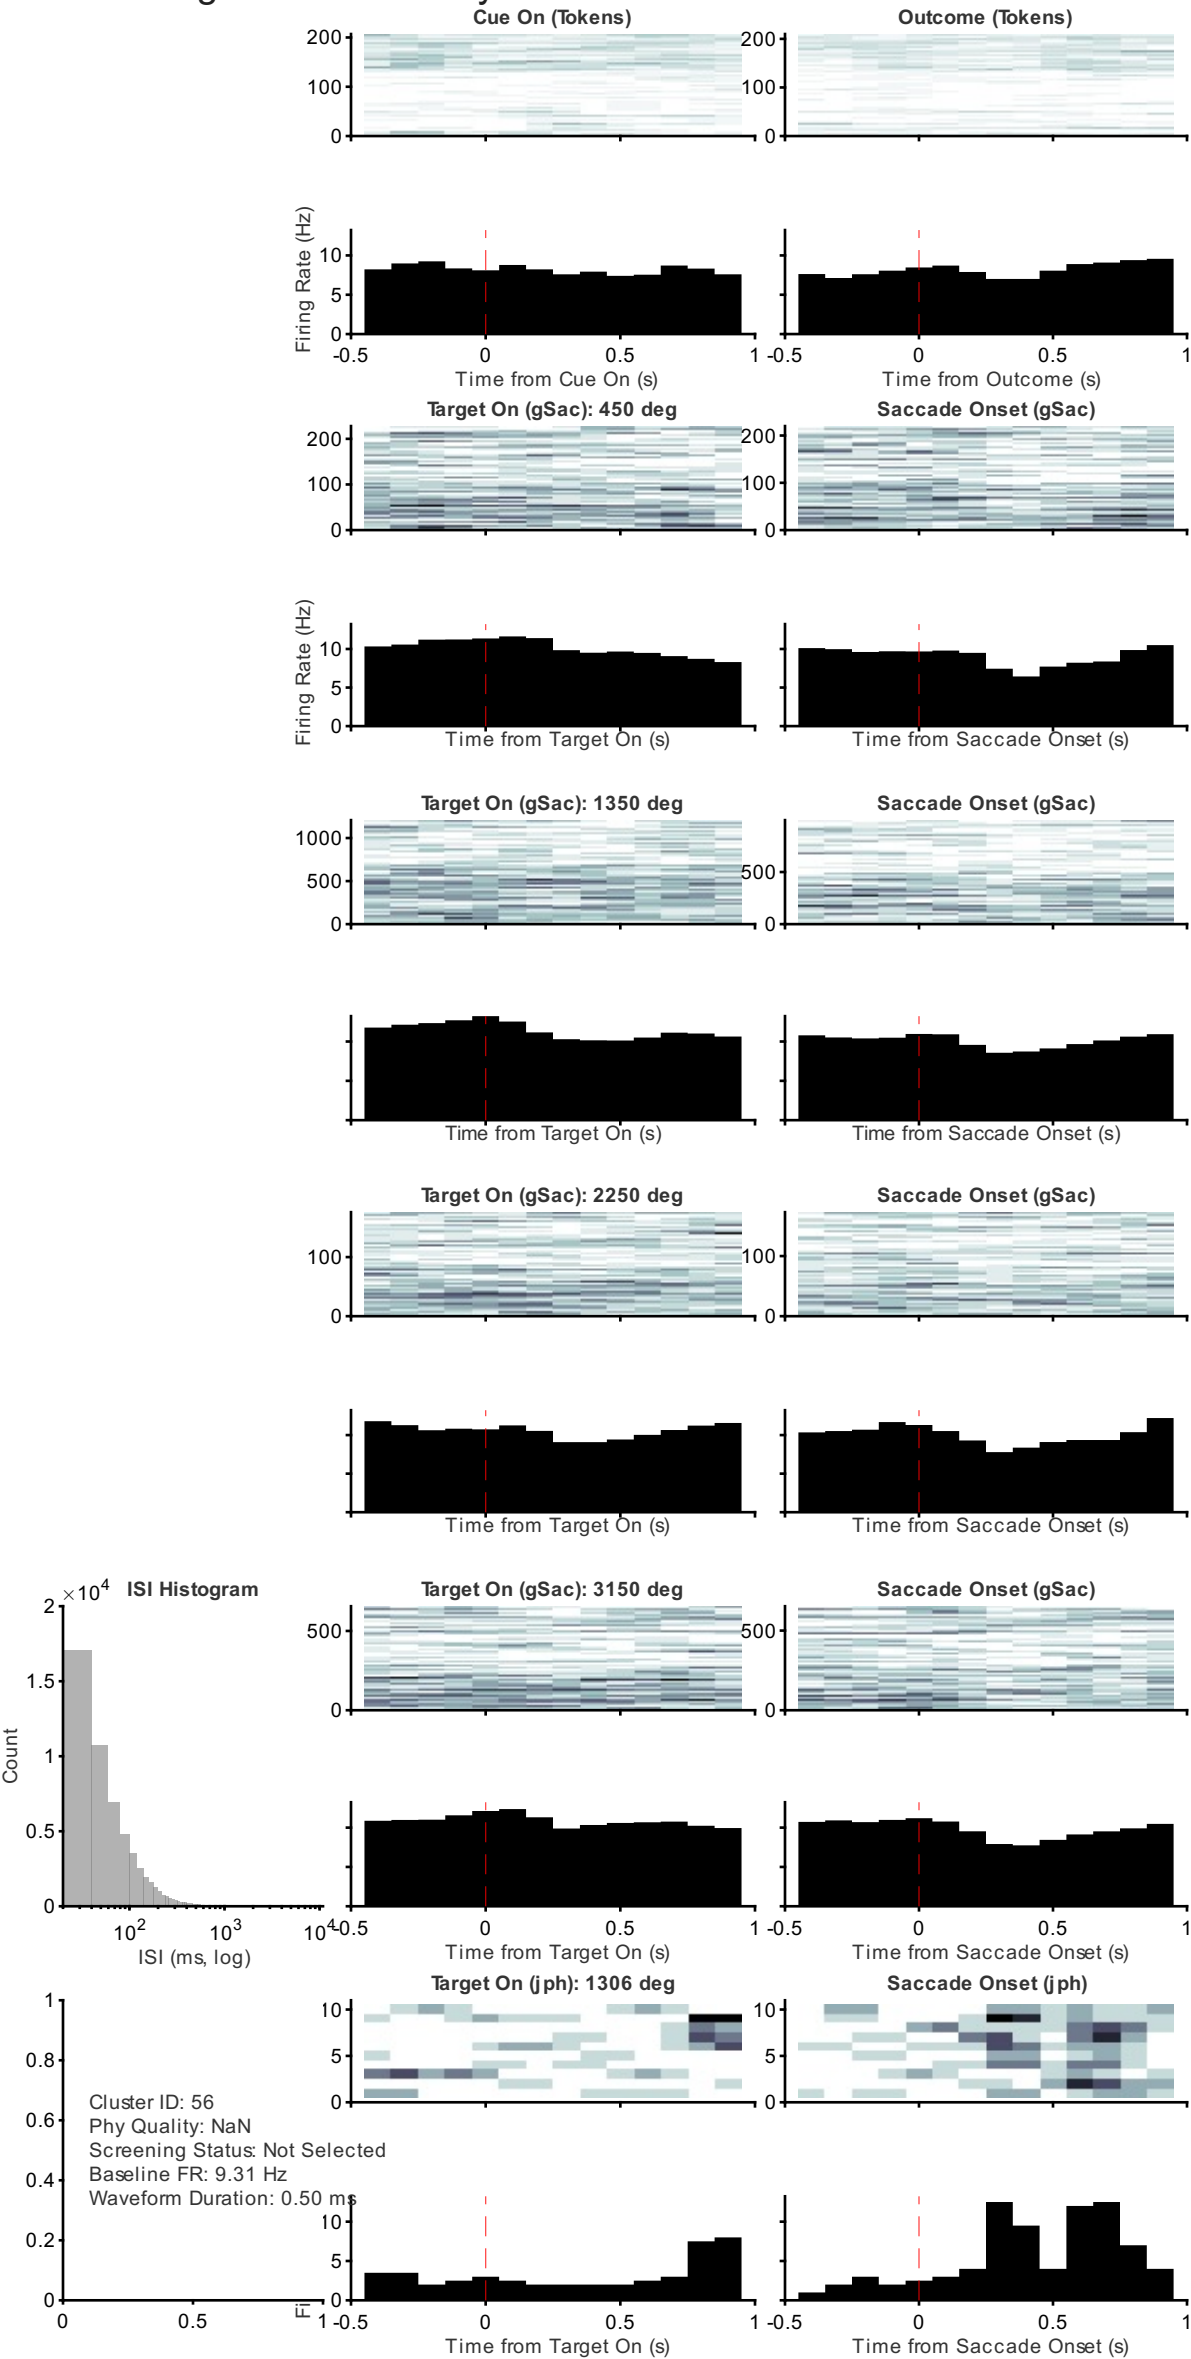 Cue On (Tokens)
Outcome (Tokens)
200
100
0
200
100
0
Firing Rate (Hz)
10
5
0
-0.5
0
0.5
1
-0.5
0
0.5
1
Time from Cue On (s)
Time from Outcome (s)
Target On (gSac): 450 deg
Saccade Onset (gSac)
200
100
0
200
100
0
Firing Rate (Hz)
10
5
0
Time from Target On (s)
Time from Saccade Onset (s)
Target On (gSac): 1350 deg
Saccade Onset (gSac)
1000
500
0
500
0
Time from Target On (s)
Time from Saccade Onset (s)
Target On (gSac): 2250 deg
Saccade Onset (gSac)
100
0
100
0
Time from Target On (s)
Time from Saccade Onset (s)
×10^4
ISI Histogram
2
1.5
1
0.5
0
Count
10^2
10^3
10^4
ISI (ms, log)
Target On (gSac): 3150 deg
Saccade Onset (gSac)
500
0
500
0
-0.5
0
0.5
1
-0.5
0
0.5
1
Time from Target On (s)
Time from Saccade Onset (s)
Target On (jph): 1306 deg
Saccade Onset (jph)
10
5
0
10
5
0
1
0.8
0.6
0.4
0.2
0
0
0.5
1
Cluster ID: 56
Phy Quality: NaN
Screening Status: Not Selected
Baseline FR: 9.31 Hz
Waveform Duration: 0.50 ms
Fi
10
5
0
-0.5
0
0.5
1
-0.5
0
0.5
1
Time from Target On (s)
Time from Saccade Onset (s)